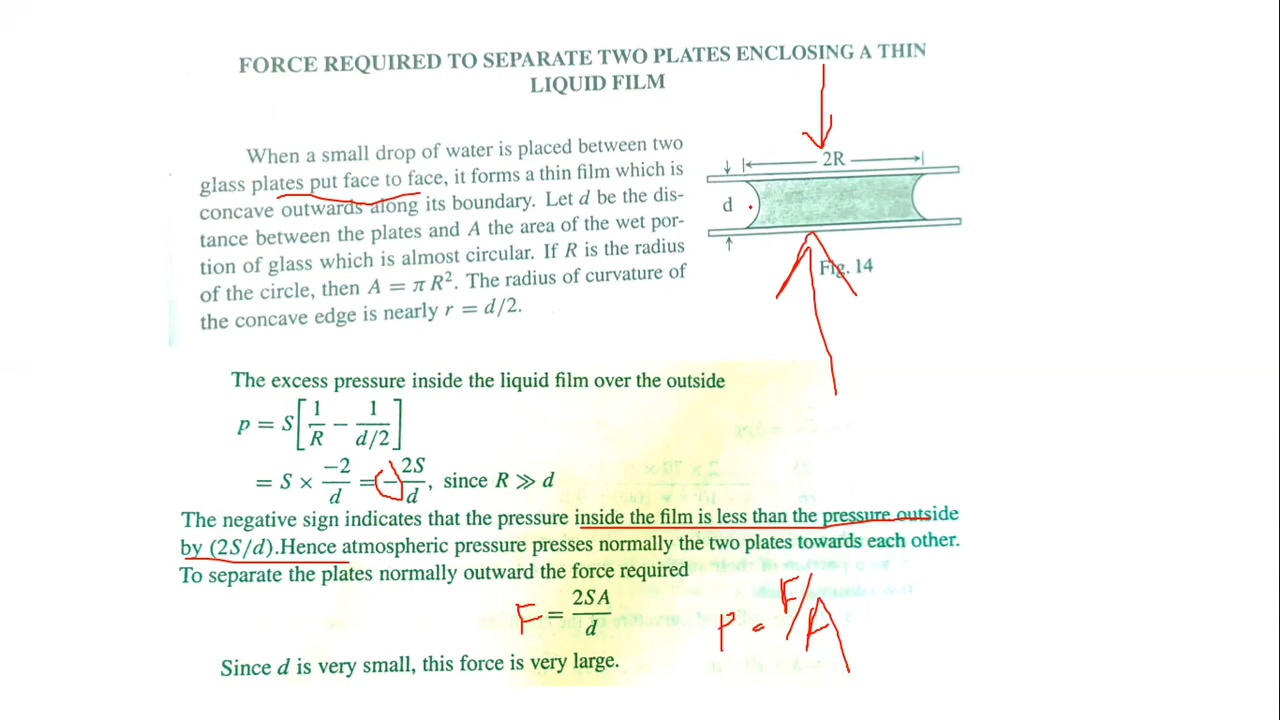 FORCE REQUIRED TO SEPARATE TWO PLATES ENCLOSING A THIN
LIQUID FILM
When a small drop of water is placed between two
glass plates put face to face, it forms a thin film which is
concave outwards along its boundary. Let d be the dis-
tance between the plates and A the area of the wet por-
tion of glass which is almost circular. If R is the radius
of the circle, then A = π R². The radius of curvature of
the concave edge is nearly r = d/2.
2R
d
Fig. 14
The excess pressure inside the liquid film over the outside
p = S[1/R − 1/(d/2)]
= S × −2/d = −2S/d, since R ≫ d
The negative sign indicates that the pressure inside the film is less than the pressure outside
by (2S/d).Hence atmospheric pressure presses normally the two plates towards each other.
To separate the plates normally outward the force required
F = 2SA/d
P = F/A
Since d is very small, this force is very large.